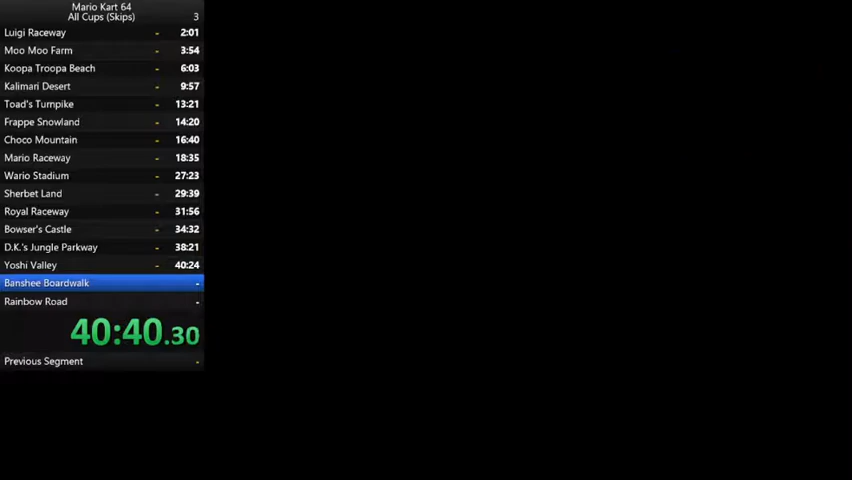 Mario Kart 64
All Cups (Skips) 3
Luigi Raceway - 2:01
Moo Moo Farm - 3:54
Koopa Troopa Beach - 6:03
Kalimari Desert - 9:57
Toad's Turnpike - 13:21
Frappe Snowland - 14:20
Choco Mountain - 16:40
Mario Raceway - 18:35
Wario Stadium - 27:23
Sherbet Land - 29:39
Royal Raceway - 31:56
Bowser's Castle - 34:32
D.K.'s Jungle Parkway - 38:21
Yoshi Valley - 40:24
Banshee Boardwalk -
Rainbow Road -
40:40.30
Previous Segment -